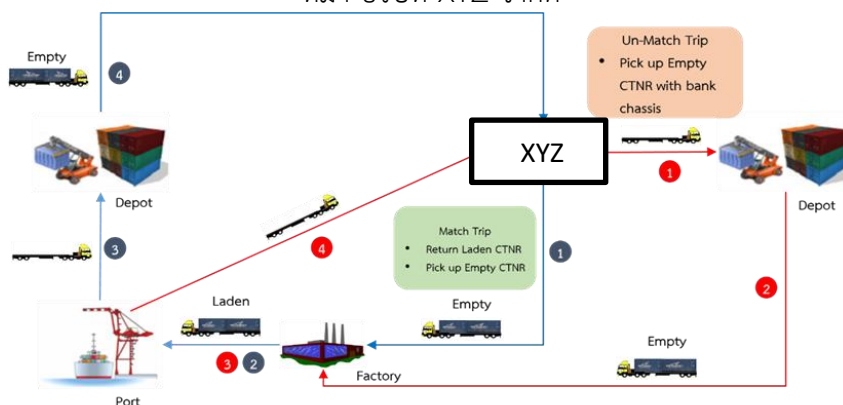 Empty
4
Un-Match Trip
• Pick up Empty
CTNR with bank
chassis
XYZ
1
Depot
Depot
3
4
Match Trip
• Return Laden CTNR
• Pick up Empty CTNR
1
2
Laden
Empty
Empty
3
2
Factory
Port